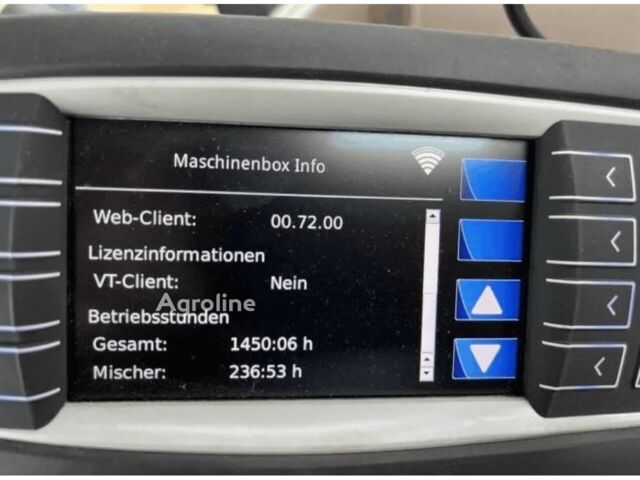 Maschinenbox Info
Web-Client: 00.72.00
Lizenzinformationen
VT-Client: Nein
Agroline
Betriebsstunden
Gesamt: 1450:06 h
Mischer: 236:53 h